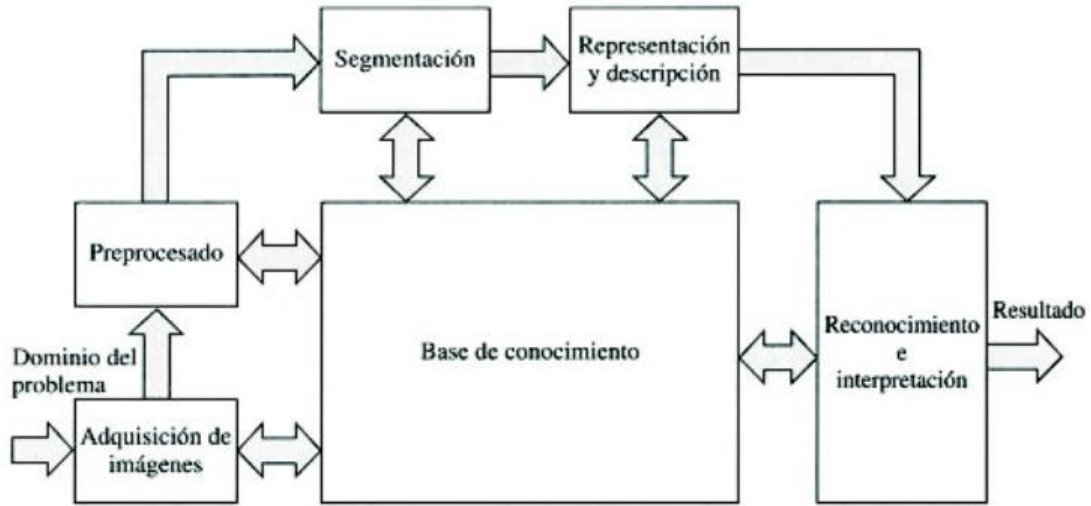 Segmentación
Representación
y descripción
Preprocesado
Base de conocimiento
Reconocimiento
e
interpretación
Resultado
Dominio del
problema
Adquisición de
imágenes